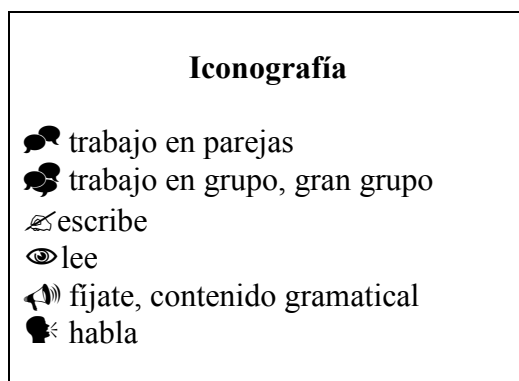 Iconografía
trabajo en parejas
trabajo en grupo, gran grupo
escribe
lee
fíjate, contenido gramatical
habla